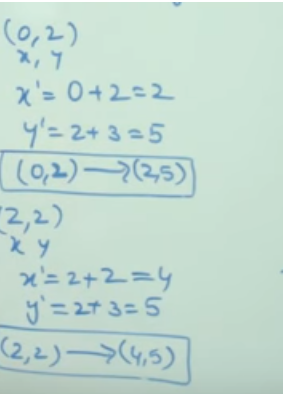 (0,2)
x, y
x' = 0+2=2
y' = 2+3=5
(0,2)→(2,5)
(2,2)
x y
x' = 2+2=4
y' = 2+3=5
(2,2)→(4,5)